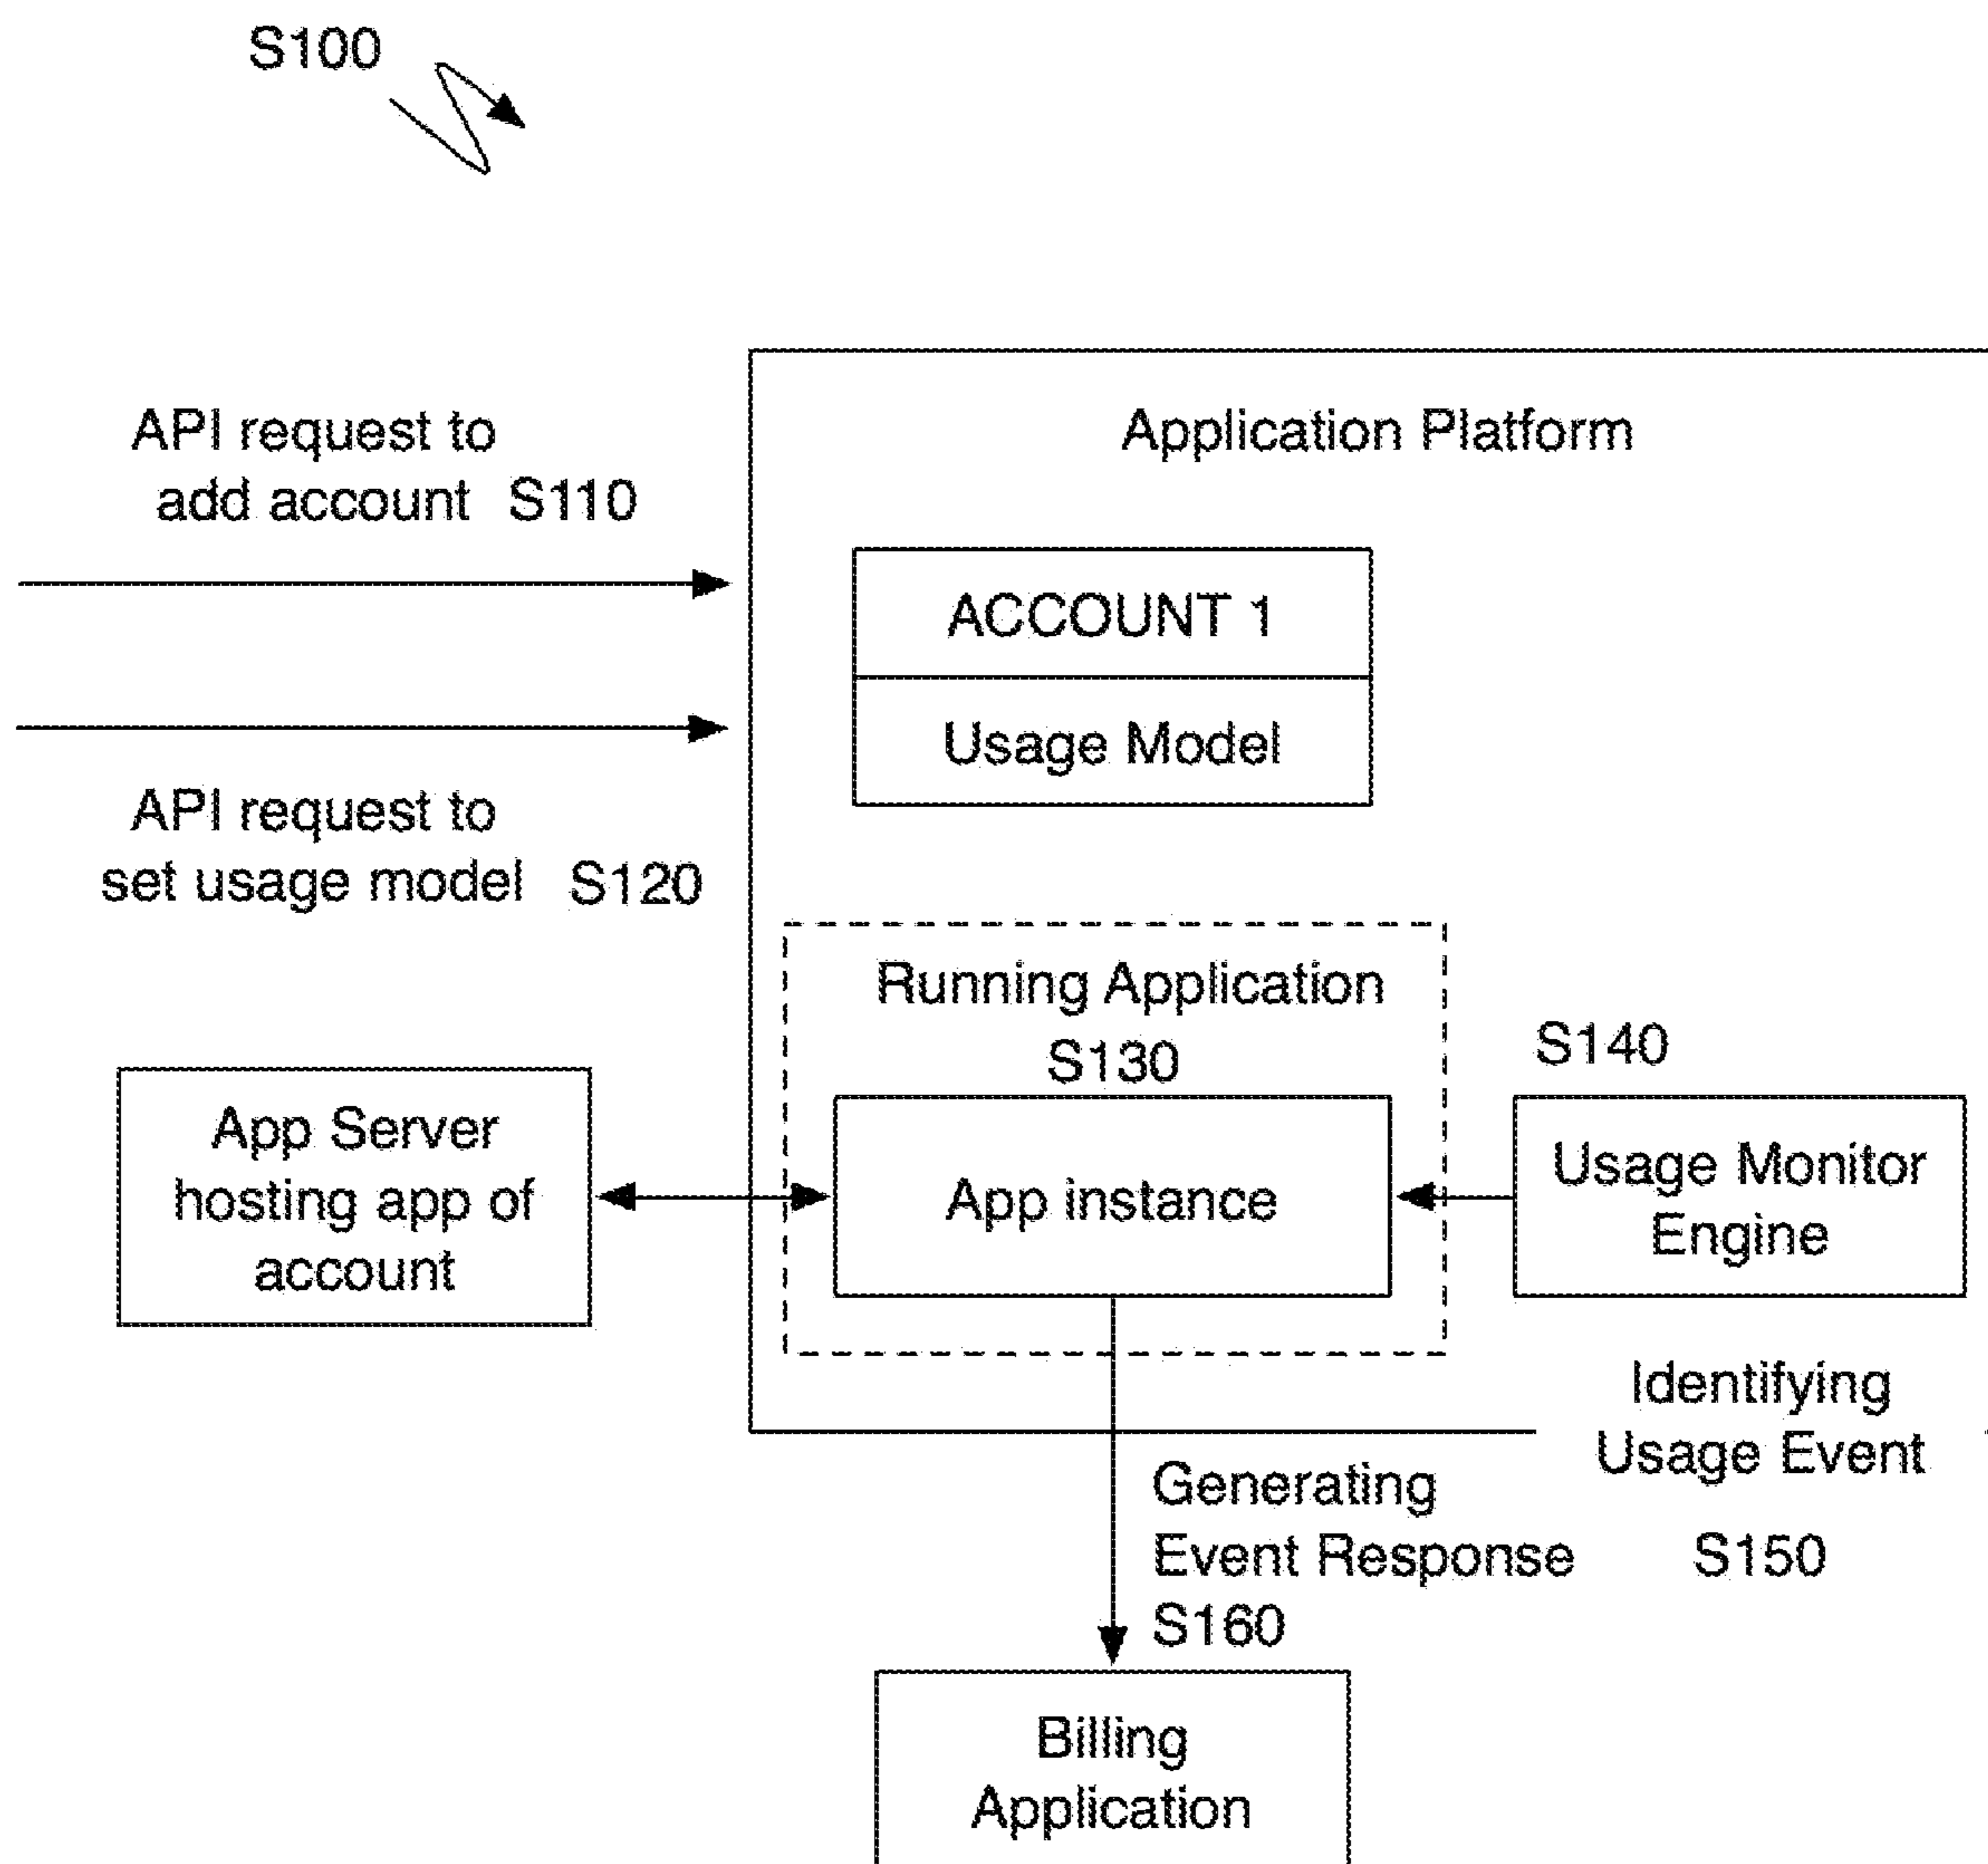 S100
API request to
add account S110
Application Platform
ACCOUNT 1
Usage Model
API request to
set usage model S120
Running Application
S130
S140
App Server
hosting app of
account
App instance
Usage Monitor
Engine
Identifying
Usage Event
S150
Generating
Event Response
S160
Billing
Application